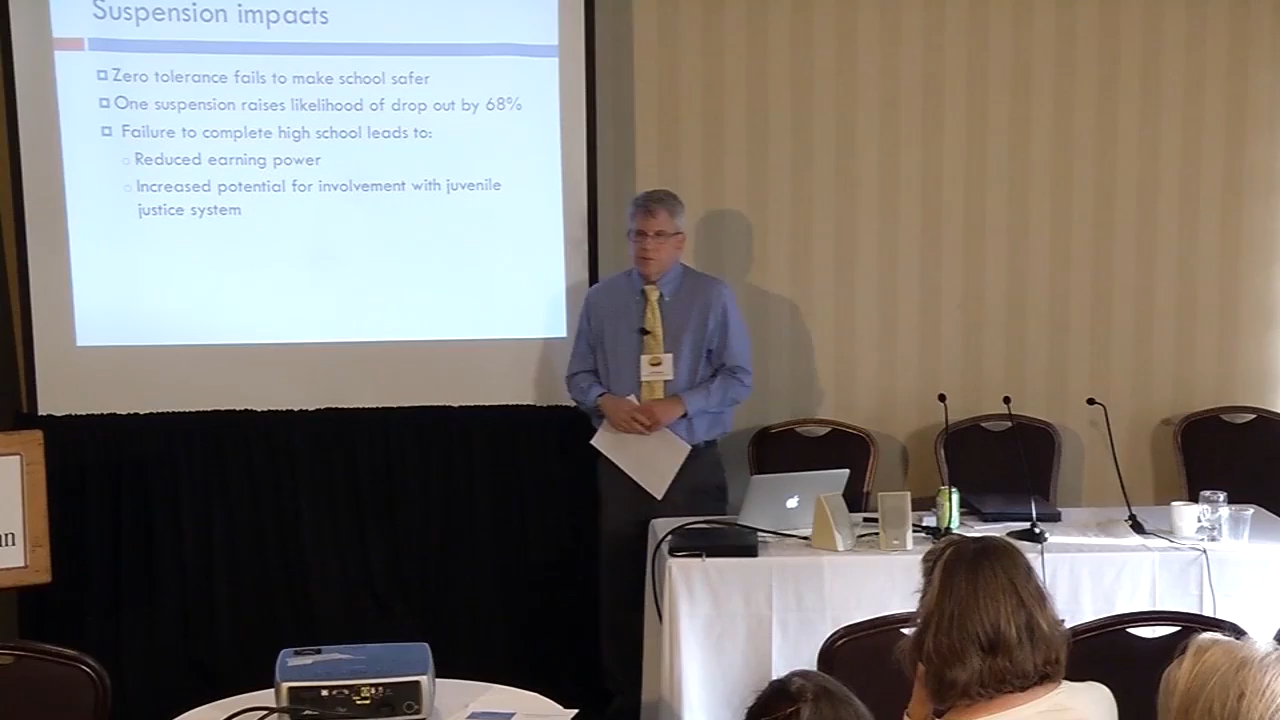 Suspension impacts
Zero tolerance fails to make school safer
One suspension raises likelihood of drop out by 68%
Failure to complete high school leads to:
Reduced earning power
Increased potential for involvement with juvenile
justice system